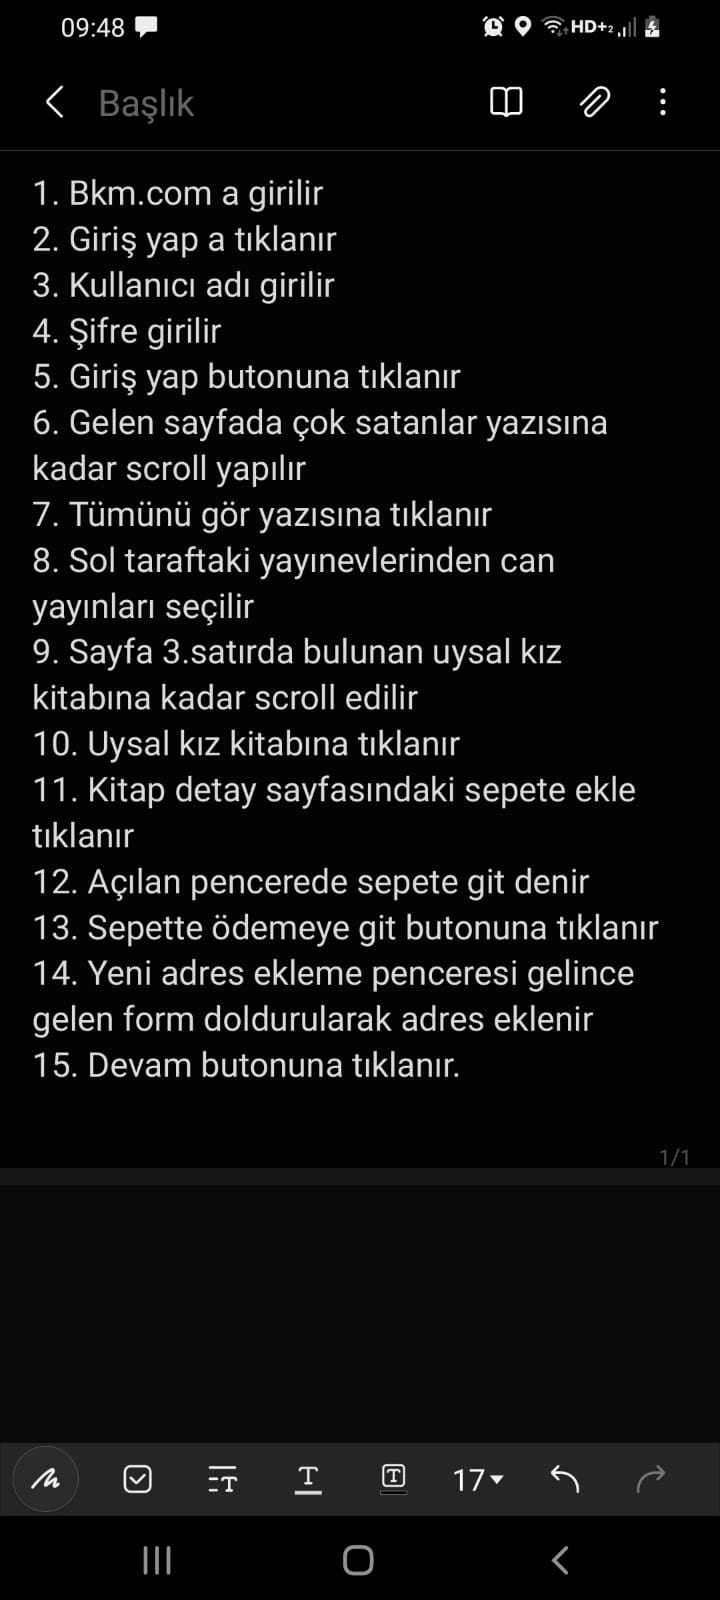 09:48
HD+2
Başlık
1. Bkm.com a girilir
2. Giriş yap a tıklanır
3. Kullanıcı adı girilir
4. Şifre girilir
5. Giriş yap butonuna tıklanır
6. Gelen sayfada çok satanlar yazısına
kadar scroll yapılır
7. Tümünü gör yazısına tıklanır
8. Sol taraftaki yayınevlerinden can
yayınları seçilir
9. Sayfa 3.satırda bulunan uysal kız
kitabına kadar scroll edilir
10. Uysal kız kitabına tıklanır
11. Kitap detay sayfasındaki sepete ekle
tıklanır
12. Açılan pencerede sepete git denir
13. Sepette ödemeye git butonuna tıklanır
14. Yeni adres ekleme penceresi gelince
gelen form doldurularak adres eklenir
15. Devam butonuna tıklanır.
1/1
17